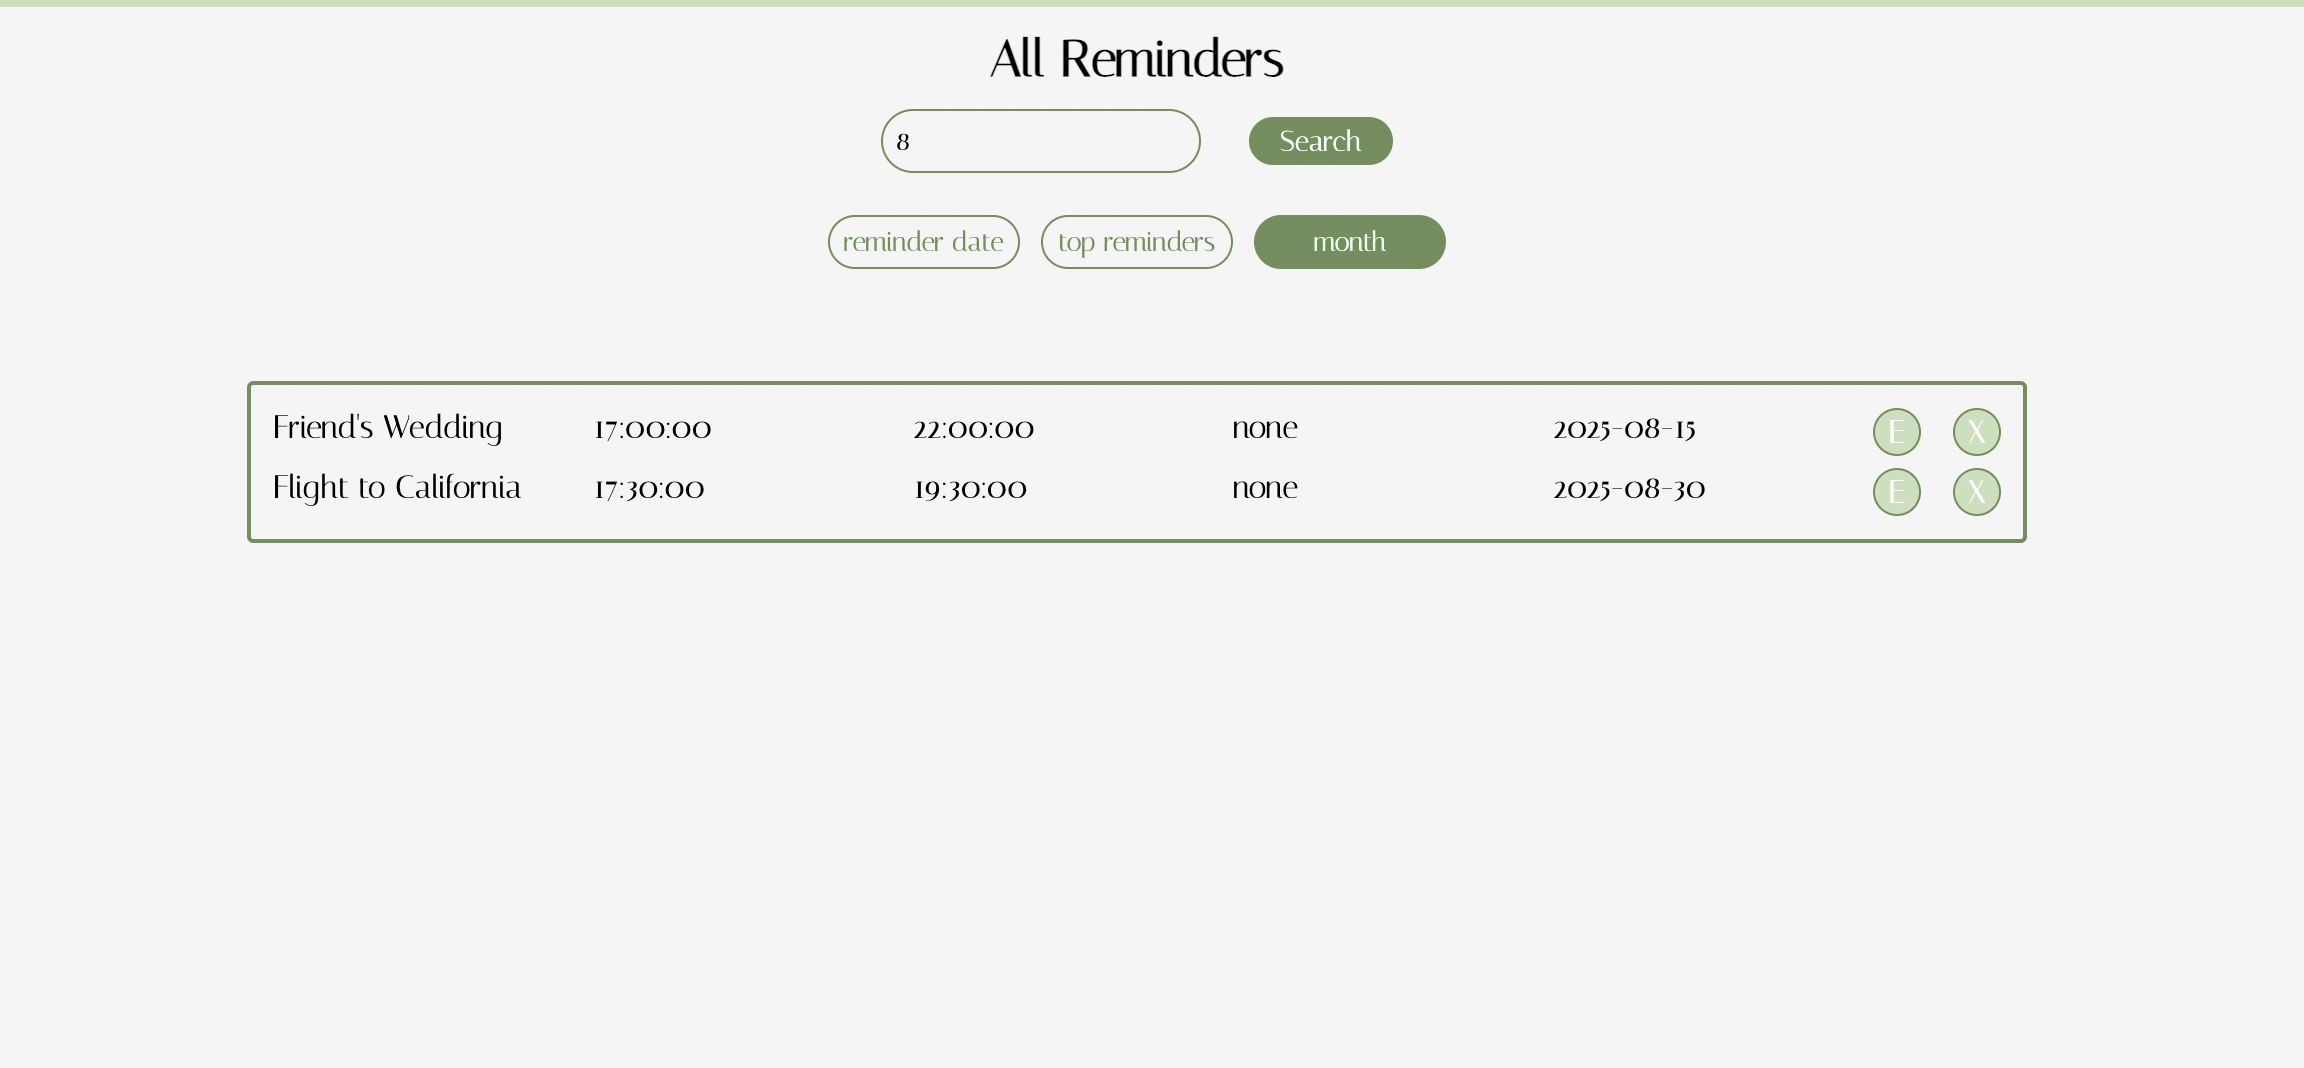 All Reminders
8 Search
reminder date top reminders month
Friend's Wedding 17:00:00 22:00:00 none 2025-08-15 E X
Flight to California 17:30:00 19:30:00 none 2025-08-30 E X